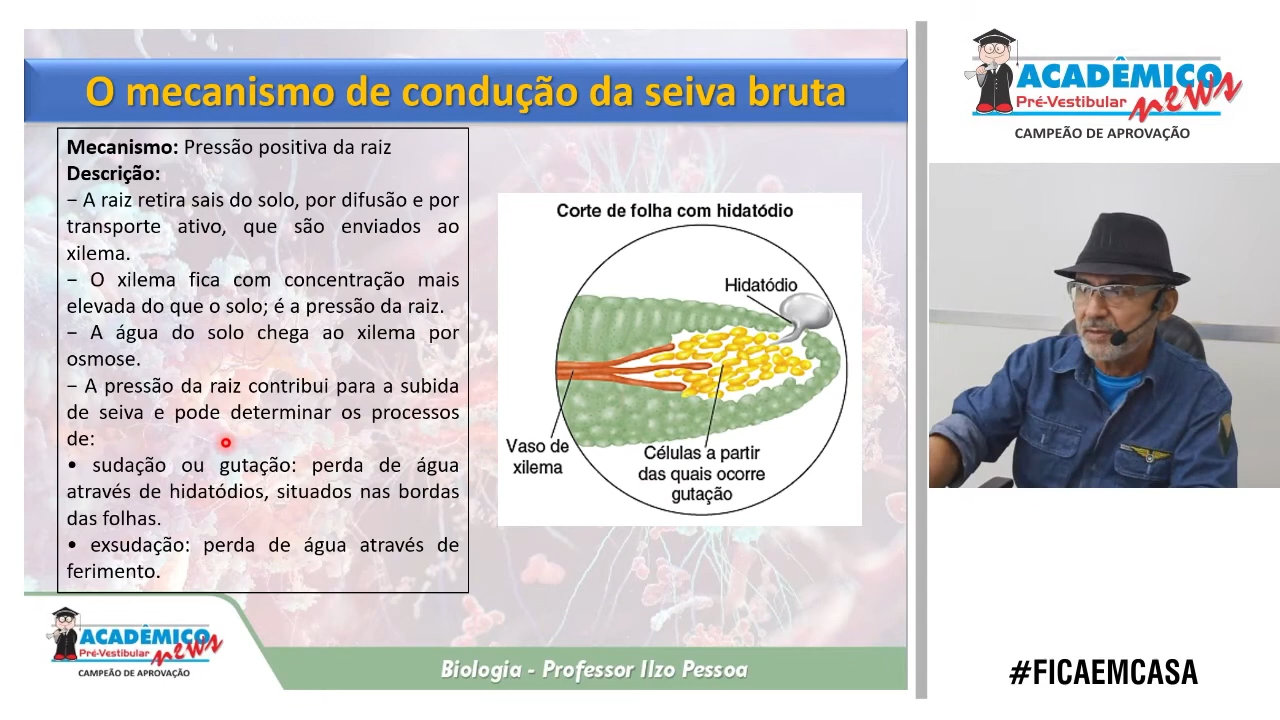 O mecanismo de condução da seiva bruta
Mecanismo: Pressão positiva da raiz
Descrição:
− A raiz retira sais do solo, por difusão e por
transporte ativo, que são enviados ao
xilema.
− O xilema fica com concentração mais
elevada do que o solo; é a pressão da raiz.
− A água do solo chega ao xilema por
osmose.
− A pressão da raiz contribui para a subida
de seiva e pode determinar os processos
de:
• sudação ou gutação: perda de água
através de hidatódios, situados nas bordas
das folhas.
• exsudação: perda de água através de
ferimento.
Corte de folha com hidatódio
Hidatódio
Vaso de
xilema
Células a partir
das quais ocorre
gutação
ACADÊMICO
Pré-Vestibular news
CAMPEÃO DE APROVAÇÃO
Biologia - Professor Ilzo Pessoa
ACADÊMICO
Pré-Vestibular news
CAMPEÃO DE APROVAÇÃO
#FICAEMCASA